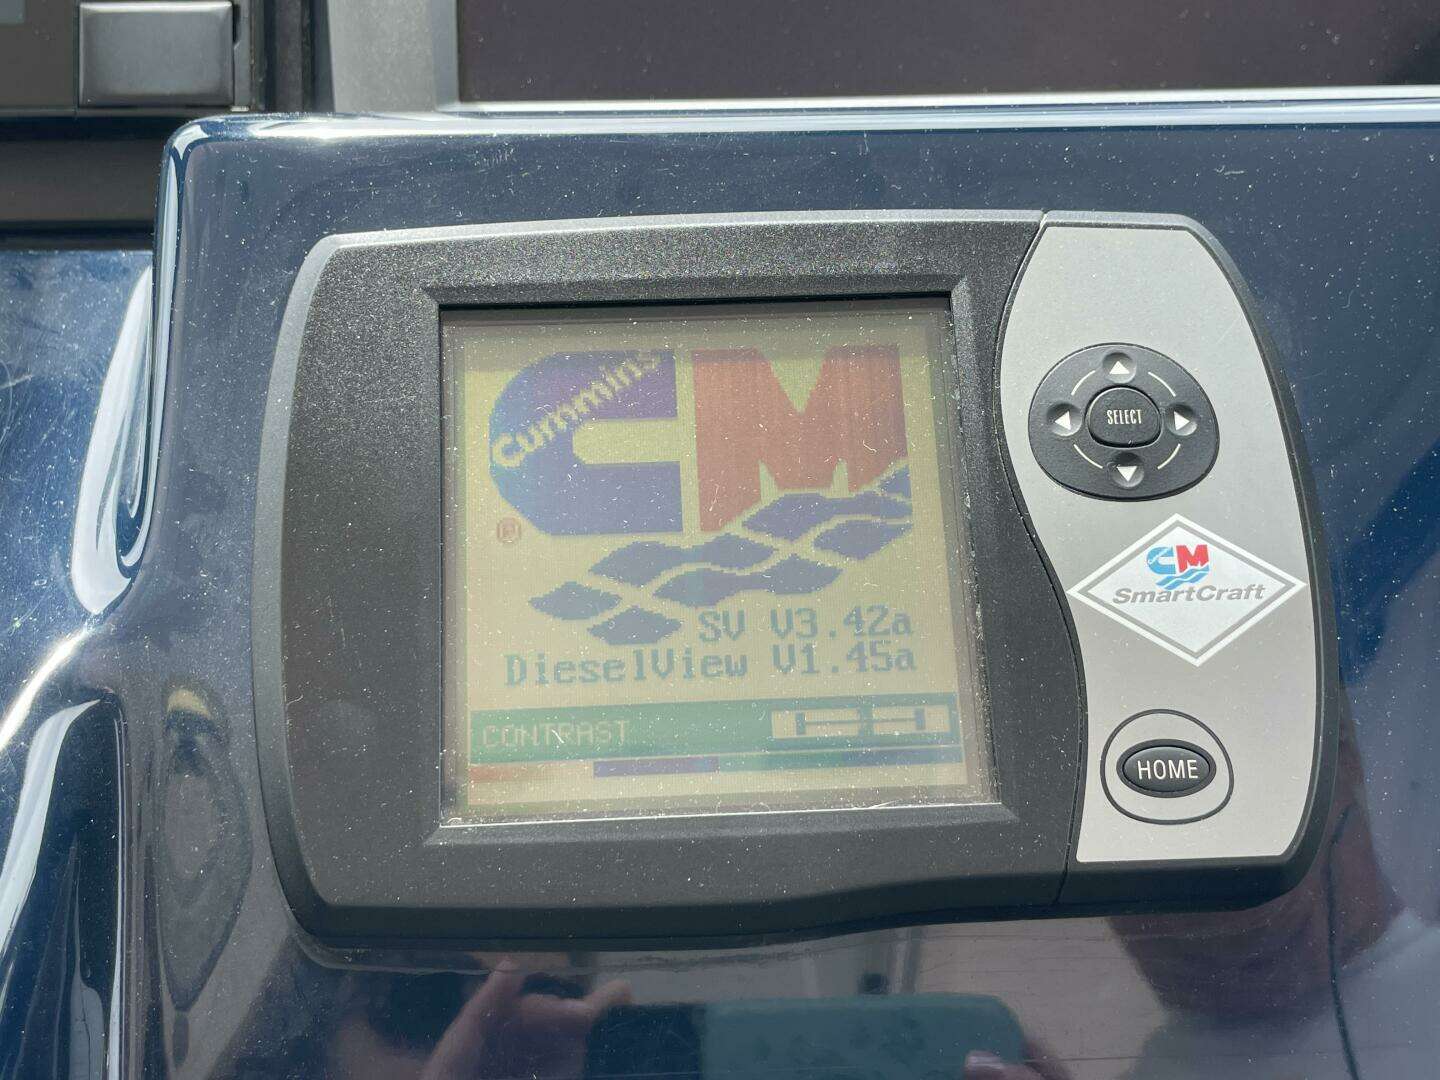 Cummins
CM
®
SV V3.42a
DieselView V1.45a
CONTRAST
SELECT
CM
SmartCraft
HOME